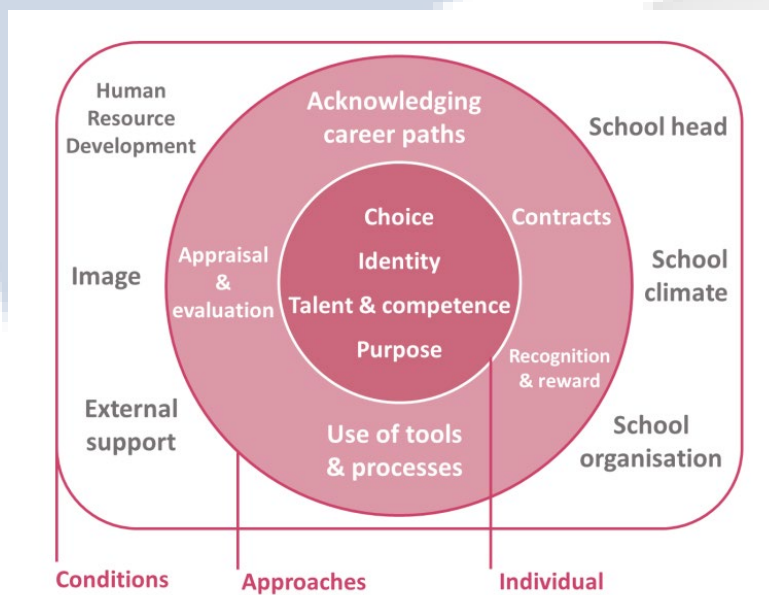 Human
Resource
Development
Acknowledging
career paths
School head
Choice
Contracts
Identity
Appraisal
&
evaluation
Image
School
climate
Talent & competence
Purpose
Recognition
& reward
External
support
Use of tools
& processes
School
organisation
Conditions
Approaches
Individual